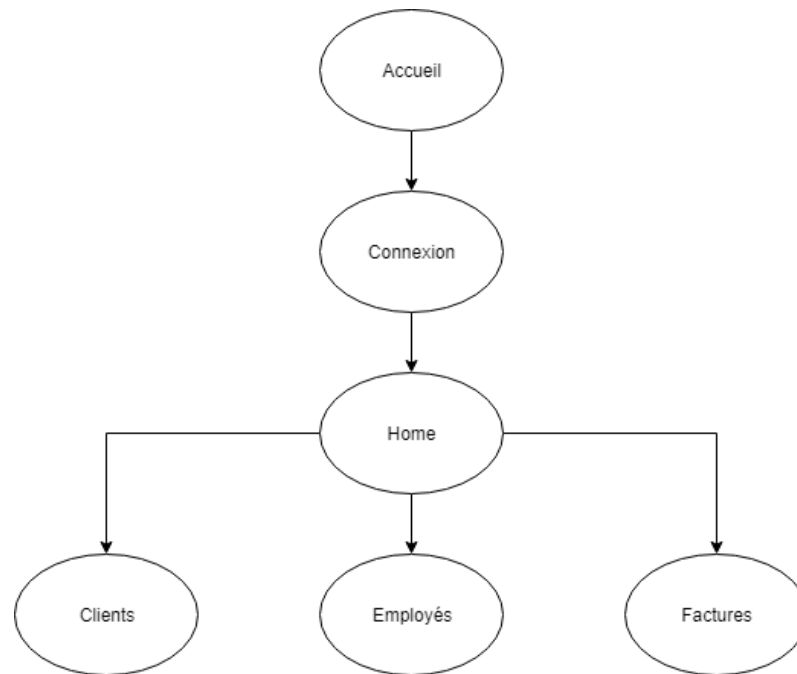 Accueil
Connexion
Home
Clients
Employés
Factures